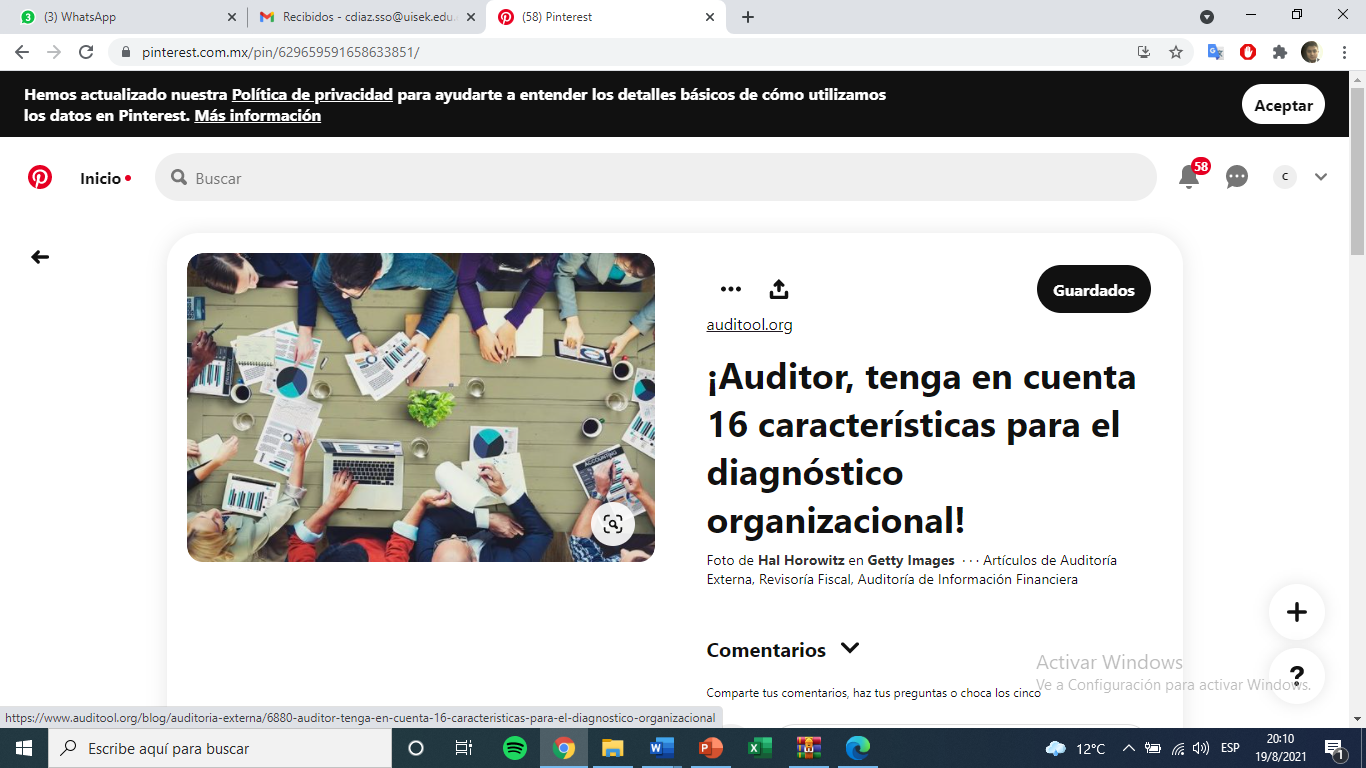 (3) WhatsApp
Recibidos - cdiaz.sso@uisek.edu.
(58) Pinterest
pinterest.com.mx/pin/629659591658633851/
Hemos actualizado nuestra Política de privacidad para ayudarte a entender los detalles básicos de cómo utilizamos
los datos en Pinterest. Más información
Aceptar
Inicio
Buscar
58
c
Guardados
auditool.org
¡Auditor, tenga en cuenta
16 características para el
diagnóstico
organizacional!
Foto de Hal Horowitz en Getty Images · · · Artículos de Auditoría
Externa, Revisoría Fiscal, Auditoría de Información Financiera
ACCOUNTING
Comentarios
Comparte tus comentarios, haz tus preguntas o choca los cinco
+
?
Activar Windows
Ve a Configuración para activar Windows.
https://www.auditool.org/blog/auditoria-externa/6880-auditor-tenga-en-cuenta-16-caracteristicas-para-el-diagnostico-organizacional
Escribe aquí para buscar
12°C
ESP
20:10
19/8/2021
1